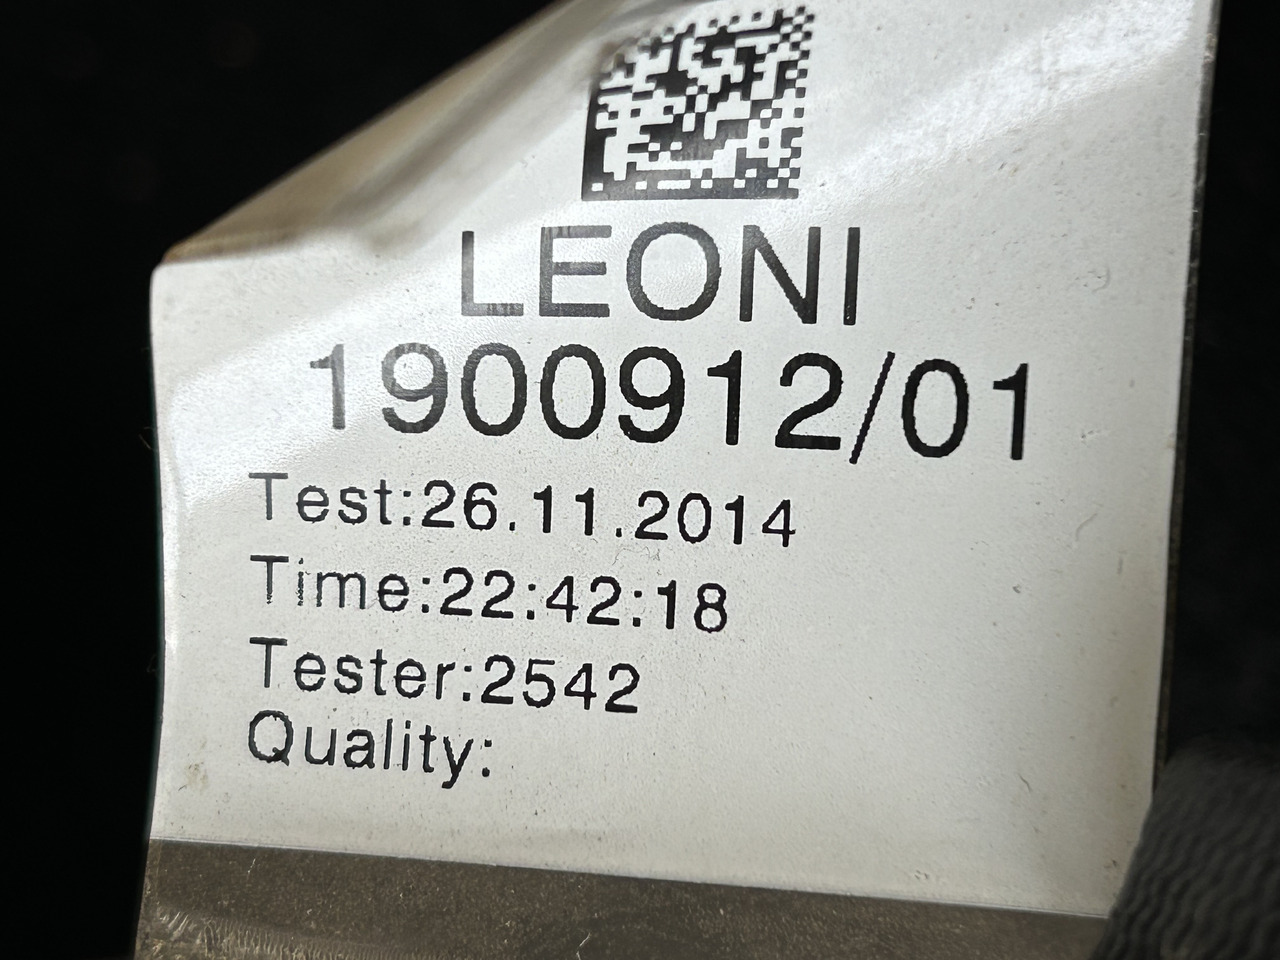 LEONI
1900912/01
Test:26.11.2014
Time:22:42:18
Tester:2542
Quality: